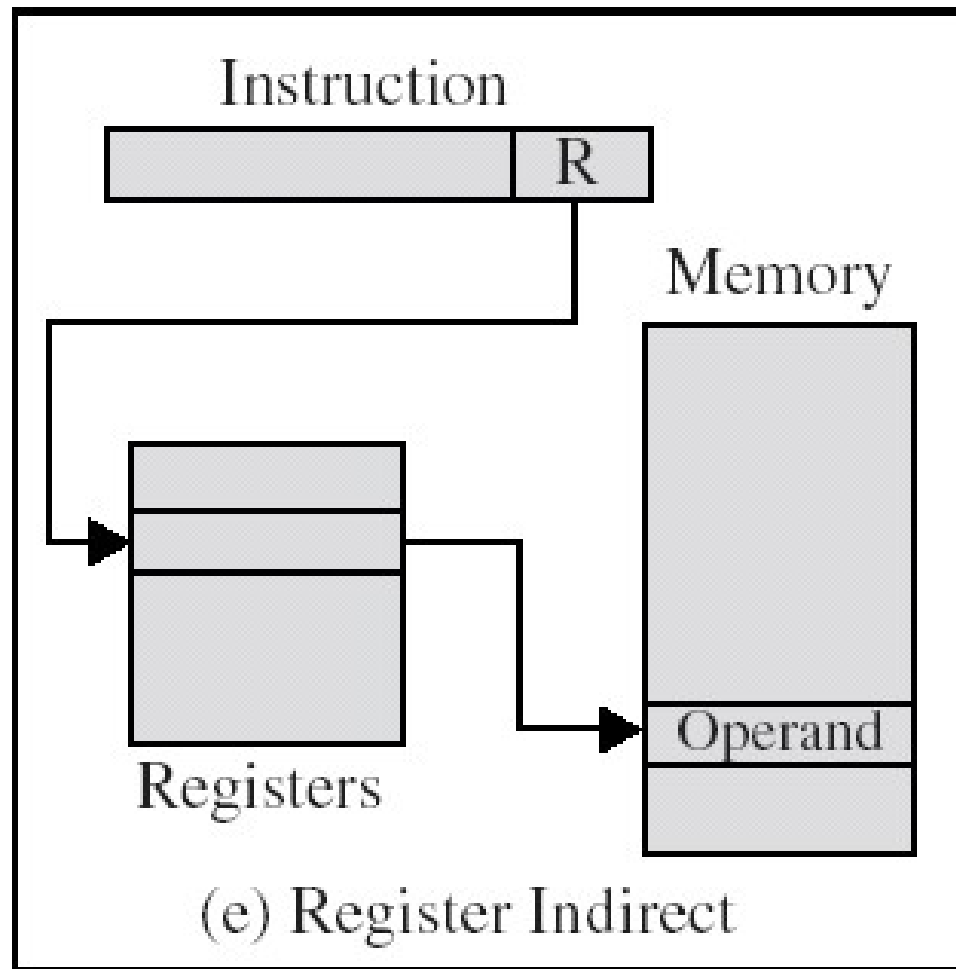 Instruction
R
Memory
Operand
Registers
(e) Register Indirect